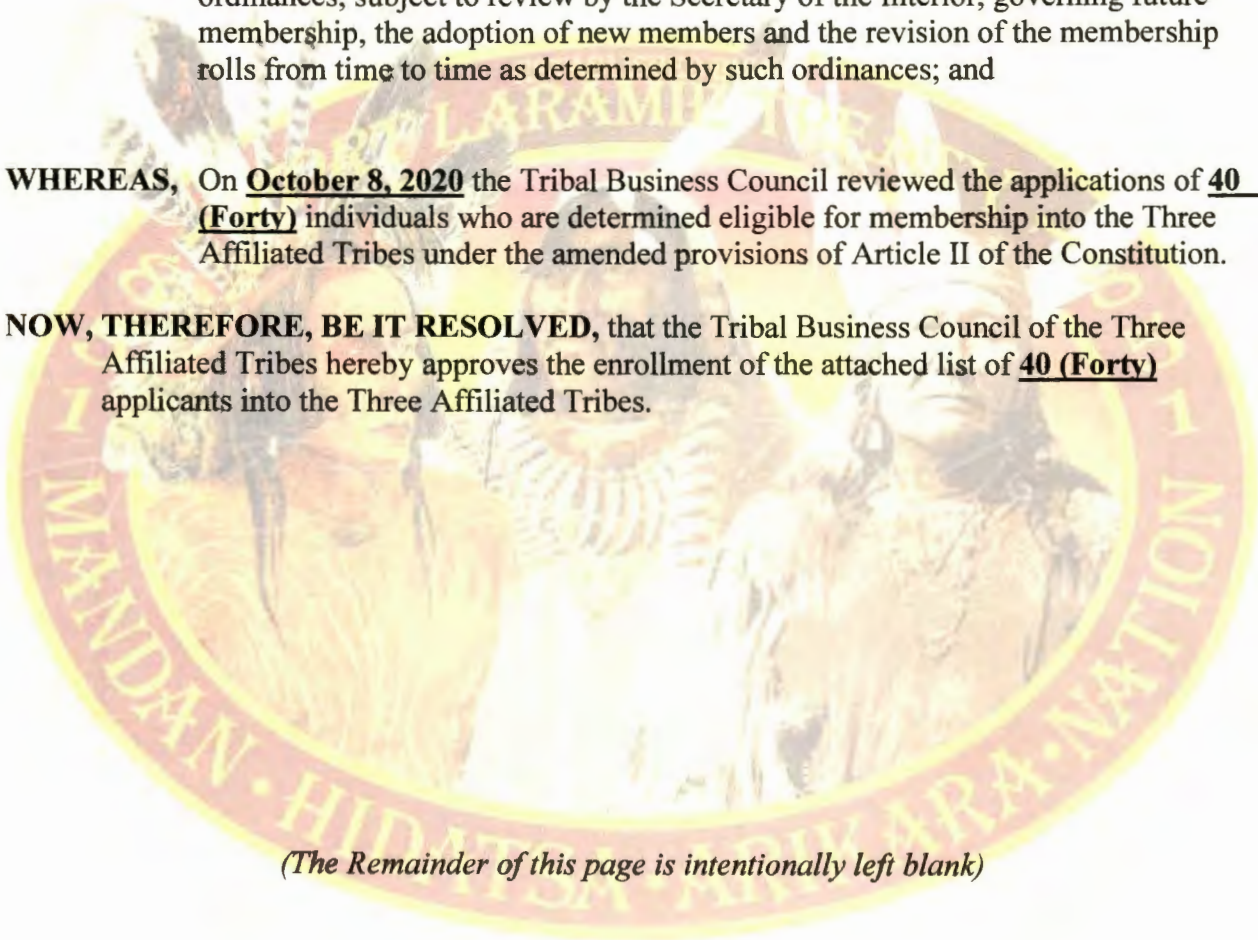 ordinances, subject to review by the Secretary of the Interior, governing future
membership, the adoption of new members and the revision of the membership
rolls from time to time as determined by such ordinances; and
WHEREAS, On October 8, 2020 the Tribal Business Council reviewed the applications of 40
(Forty) individuals who are determined eligible for membership into the Three
Affiliated Tribes under the amended provisions of Article II of the Constitution.
NOW, THEREFORE, BE IT RESOLVED, that the Tribal Business Council of the Three
Affiliated Tribes hereby approves the enrollment of the attached list of 40 (Forty)
applicants into the Three Affiliated Tribes.
LARAMIE TREATY
MANDAN · HIDATSA · ARIKARA · NATION
(The Remainder of this page is intentionally left blank)